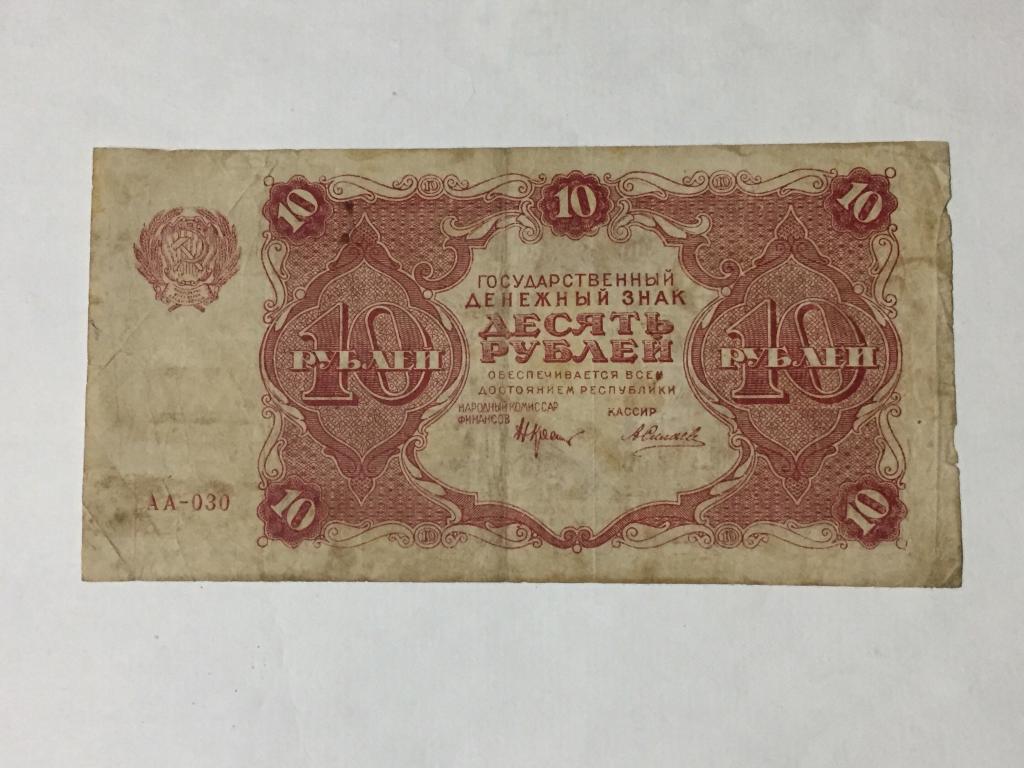 10 10 10
ГОСУДАРСТВЕННЫЙ
ДЕНЕЖНЫЙ ЗНАК
ДЕСЯТЬ
РУБЛЕЙ
10 РУБЛЕЙ
10 РУБЛЕЙ
ОБЕСПЕЧИВАЕТСЯ ВСЕМ
ДОСТОЯНИЕМ РЕСПУБЛИКИ
НАРОДНЫЙ КОМИССАР
ФИНАНСОВ
КАССИР
АА-030
10 10